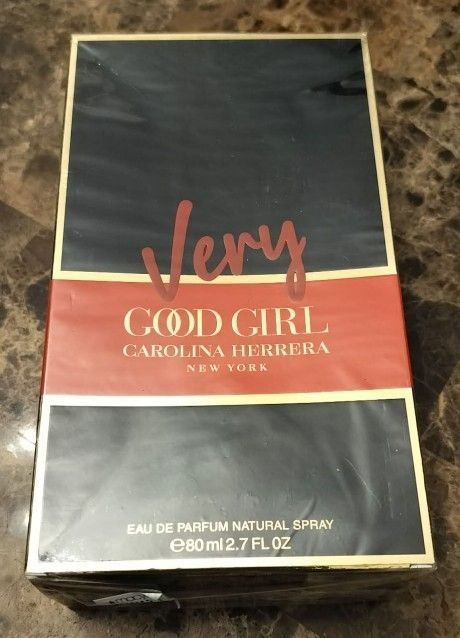 Very
GOOD GIRL
CAROLINA HERRERA
NEW YORK
EAU DE PARFUM NATURAL SPRAY
℮80 ml 2.7 FL OZ